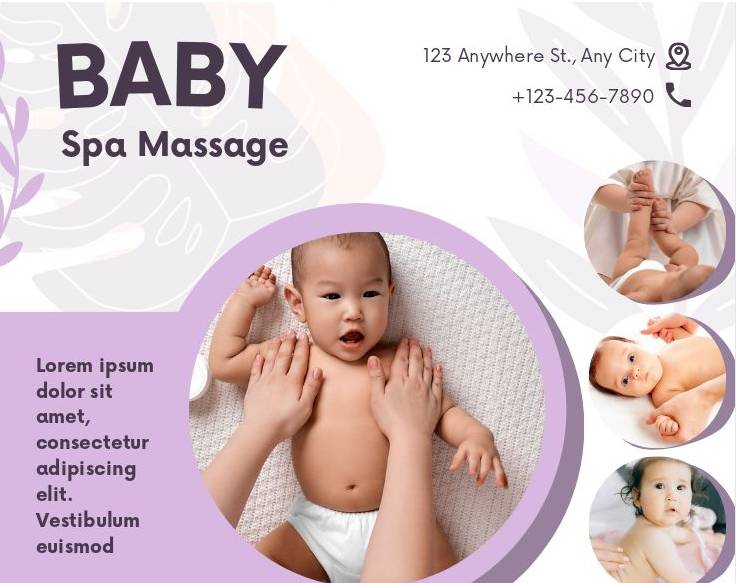 BABY
Spa Massage
123 Anywhere St., Any City
+123-456-7890
Lorem ipsum
dolor sit
amet,
consectetur
adipiscing
elit.
Vestibulum
euismod